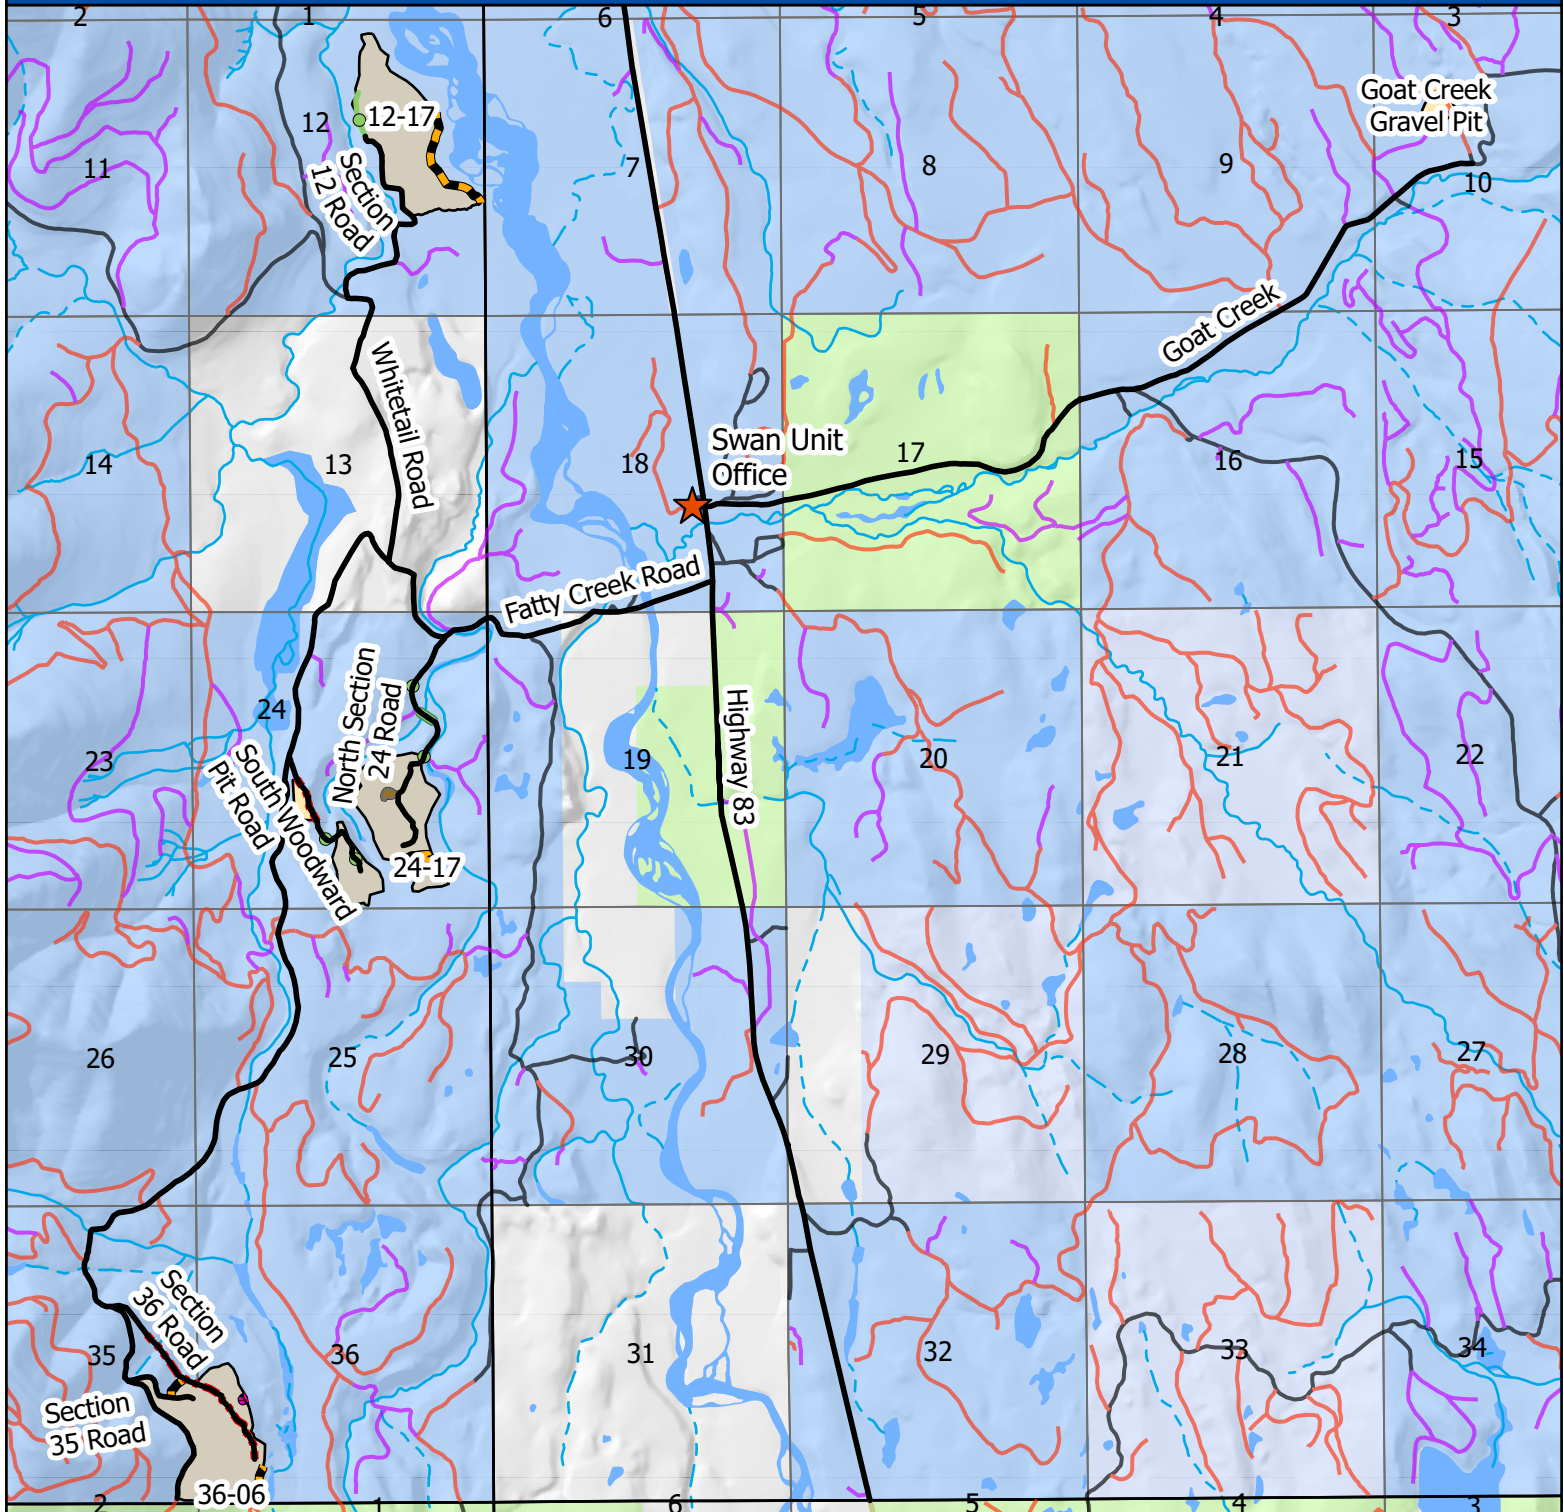 2
1
6
5
4
3
Goat Creek
Gravel Pit
12-17
12
11
Section
12 Road
7
8
9
10
Goat Creek
Whitetail Road
14
13
18
Swan Unit
Office
17
16
15
Fatty Creek Road
24
North Section
24 Road
23
South Woodward
Pit Road
19
Highway 83
20
21
22
24-17
26
25
30
29
28
27
Section
36 Road
35
36
31
32
33
34
Section
35 Road
36-06
2
1
6
5
4
3